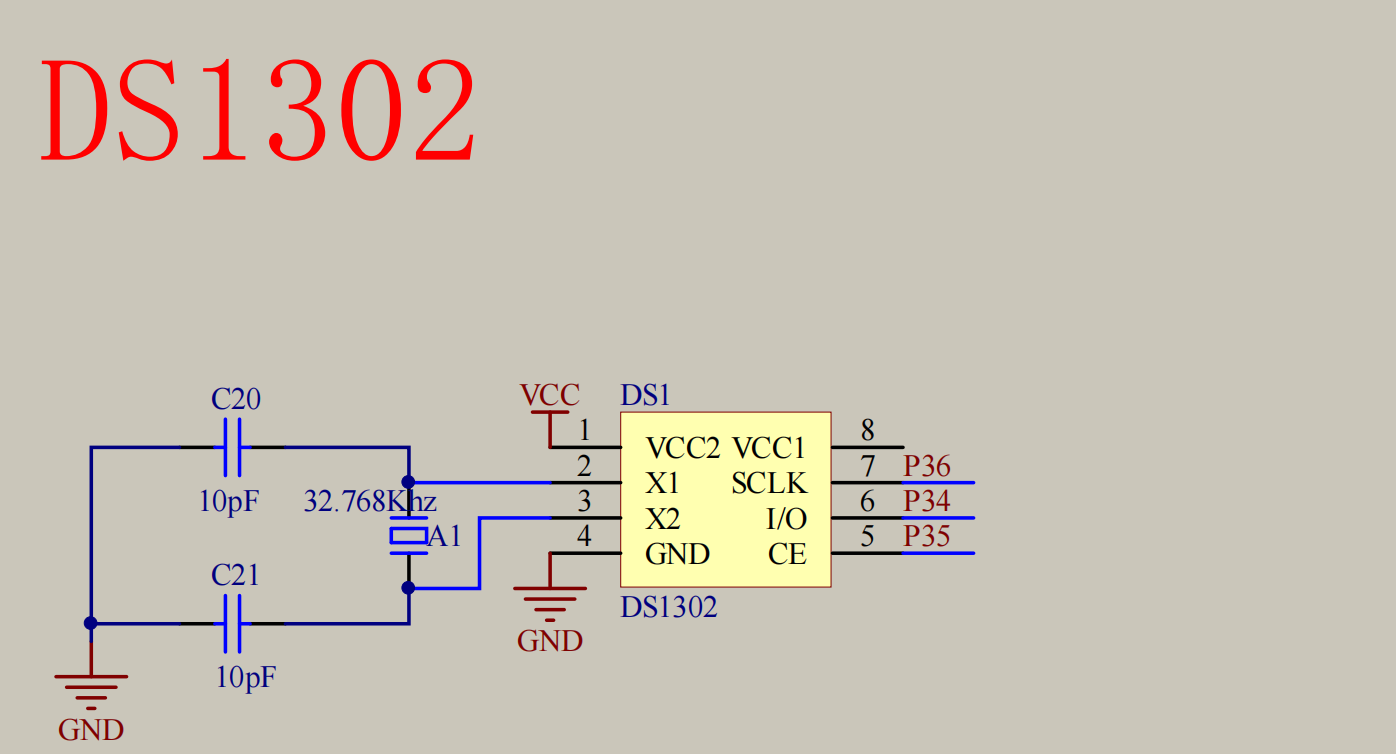 DS1302
C20
10pF
32.768Khz
A1
C21
10pF
GND
VCC
DS1
1 VCC2 VCC1 8
2 X1 SCLK 7 P36
3 X2 I/O 6 P34
4 GND CE 5 P35
GND
DS1302